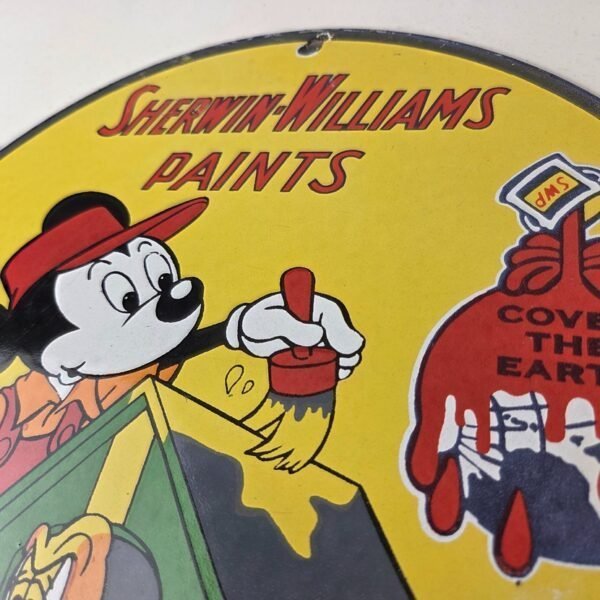 SHERWIN-WILLIAMS
PAINTS
SWP
COVE
THE
EART